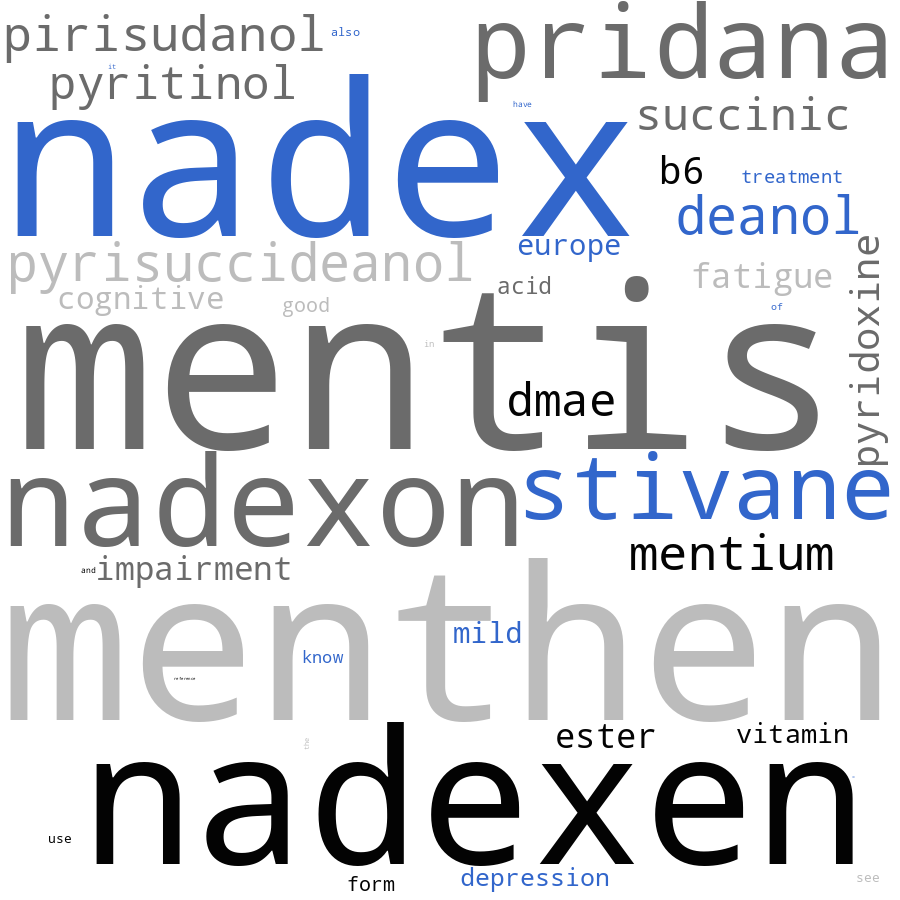 pirisudanol also pridana
it
pyritinol
nadex have succinic
b6 treatment
deanol
pyrisuccideanol europe fatigue pyridoxine
cognitive good acid of
mentis in
dmae
nadexon stivane
mentium
and impairment
menthen mild
know
reference
the ester vitamin
nadexen
use
form depression see